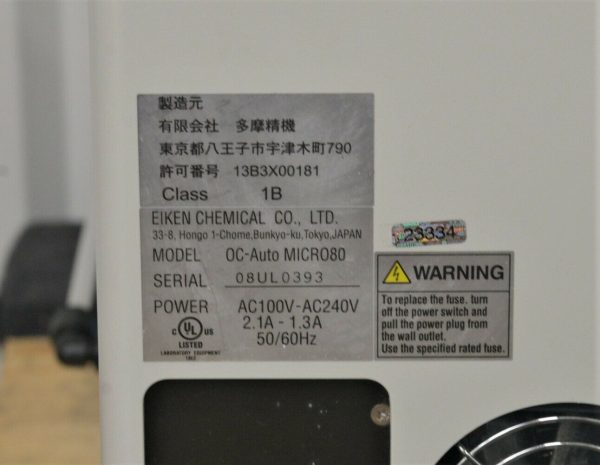 製造元
有限会社 多摩精機
東京都八王子市宇津木町790
許可番号 13B3X00181
Class 1B
EIKEN CHEMICAL CO., LTD.
33-8, Hongo 1-Chome,Bunkyo-ku,Tokyo,JAPAN
MODEL OC-Auto MICRO80
SERIAL 08UL0393
POWER AC100V-AC240V
2.1A - 1.3A
50/60Hz
C UL US
LISTED
LABORATORY EQUIPMENT
23334
WARNING
To replace the fuse, turn
off the power switch and
pull the power plug from
the wall outlet.
Use the specified rated fuse.